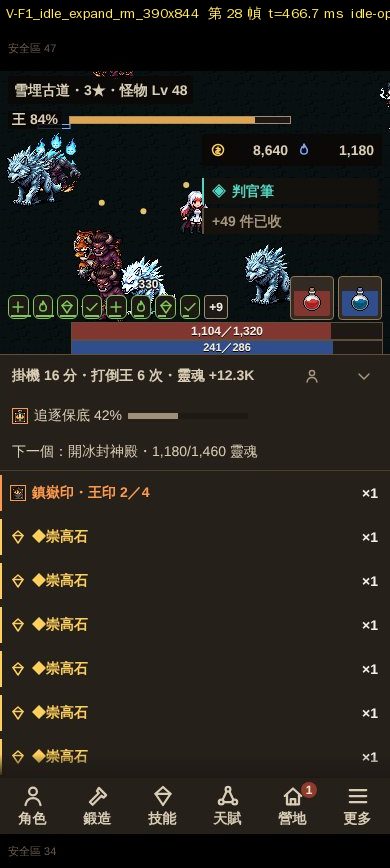 V-F1_idle_expand_rm_390x844 第 28 幀 t=466.7 ms idle-op
安全區 47
雪埋古道・3★・怪物 Lv 48
王 84%
8,640 1,180
判官筆
+49 件已收
330
+9
1,104/1,320
241/286
掛機 16 分・打倒王 6 次・靈魂 +12.3K
追逐保底 42%
下一個：開冰封神殿・1,180/1,460 靈魂
鎮嶽印・王印 2／4 ×1
◆崇高石 ×1
◆崇高石 ×1
◆崇高石 ×1
◆崇高石 ×1
◆崇高石 ×1
◆崇高石 ×1
1
角色 鍛造 技能 天賦 營地 更多
安全區 34